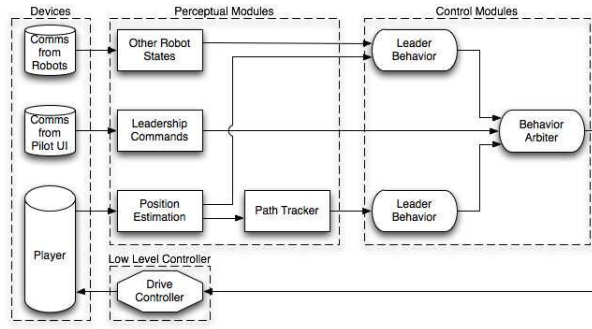 Devices
Perceptual Modules
Control Modules
Comms
from
Robots
Other Robot
States
Leader
Behavior
Comms
from
Pilot UI
Leadership
Commands
Behavior
Arbiter
Player
Position
Estimation
Path Tracker
Leader
Behavior
Low Level Controller
Drive
Controller